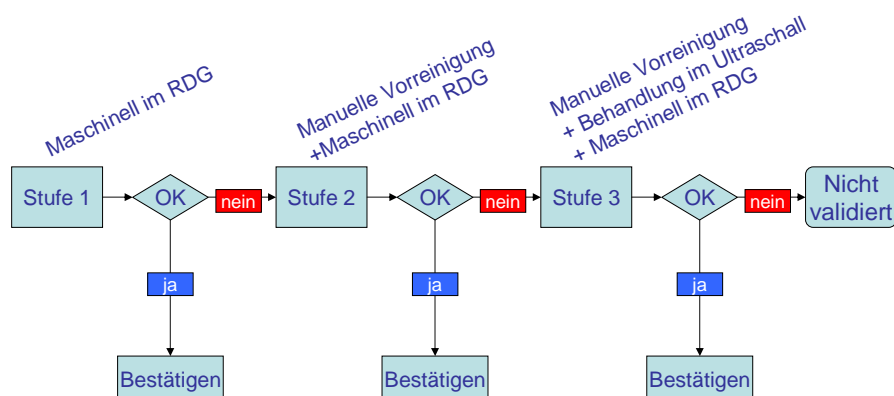 Maschinell im RDG
Manuelle Vorreinigung
+Maschinell im RDG
Manuelle Vorreinigung
+ Behandlung im Ultraschall
+ Maschinell im RDG
Stufe 1
OK
nein
Stufe 2
OK
nein
Stufe 3
OK
nein
Nicht
validiert
ja
ja
ja
Bestätigen
Bestätigen
Bestätigen